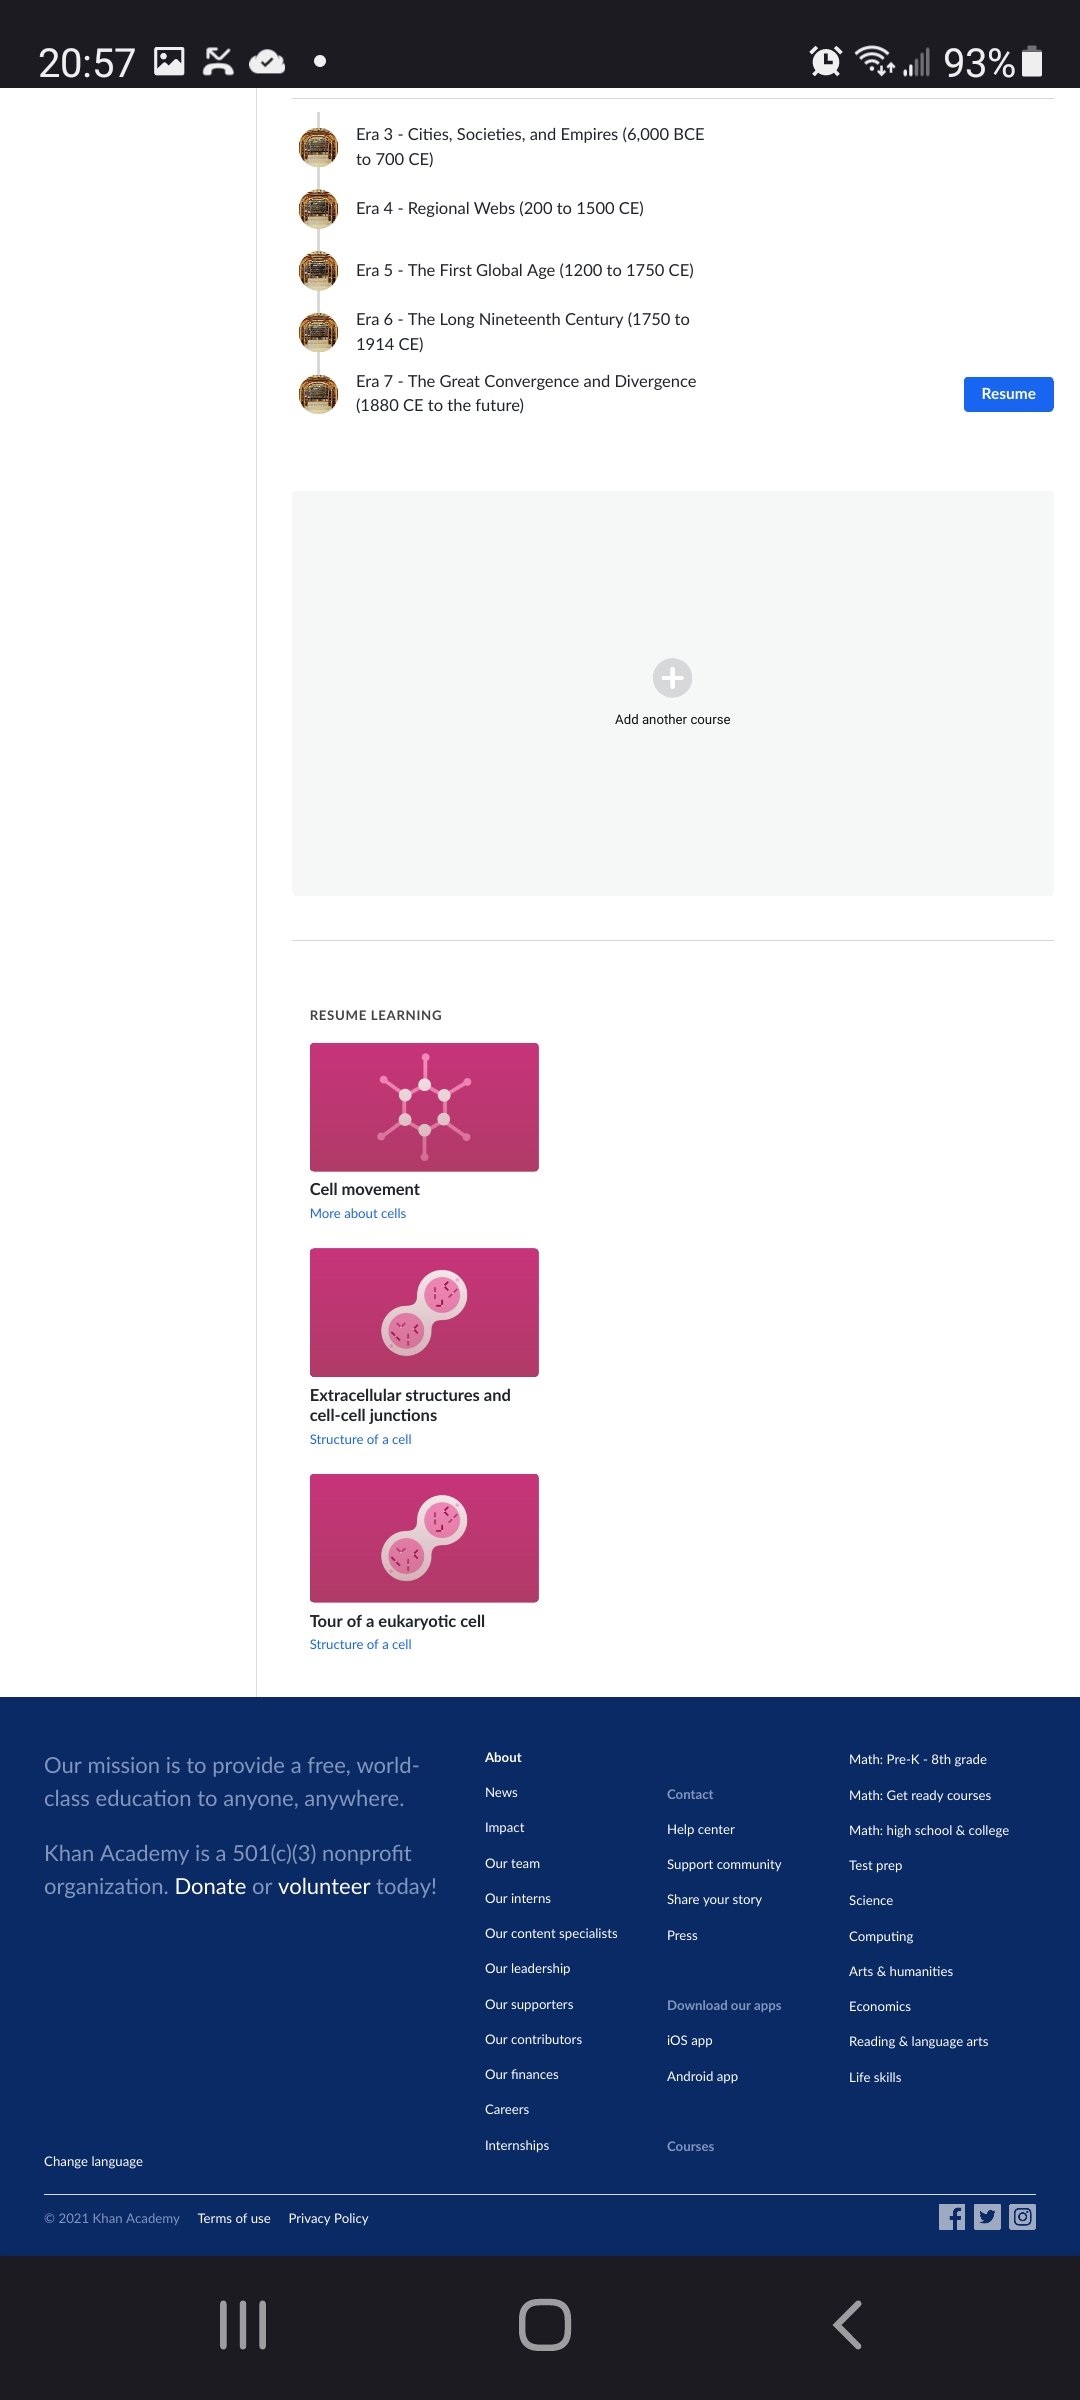 20:57
93%
Era 3 - Cities, Societies, and Empires (6,000 BCE
to 700 CE)
Era 4 - Regional Webs (200 to 1500 CE)
Era 5 - The First Global Age (1200 to 1750 CE)
Era 6 - The Long Nineteenth Century (1750 to
1914 CE)
Era 7 - The Great Convergence and Divergence
(1880 CE to the future)
Resume
Add another course
RESUME LEARNING
Cell movement
More about cells
Extracellular structures and
cell-cell junctions
Structure of a cell
Tour of a eukaryotic cell
Structure of a cell
Our mission is to provide a free, world-
class education to anyone, anywhere.
Khan Academy is a 501(c)(3) nonprofit
organization. Donate or volunteer today!
About
News
Impact
Our team
Our interns
Our content specialists
Our leadership
Our supporters
Our contributors
Our finances
Careers
Internships
Contact
Help center
Support community
Share your story
Press
Download our apps
iOS app
Android app
Courses
Math: Pre-K - 8th grade
Math: Get ready courses
Math: high school & college
Test prep
Science
Computing
Arts & humanities
Economics
Reading & language arts
Life skills
Change language
© 2021 Khan Academy Terms of use Privacy Policy